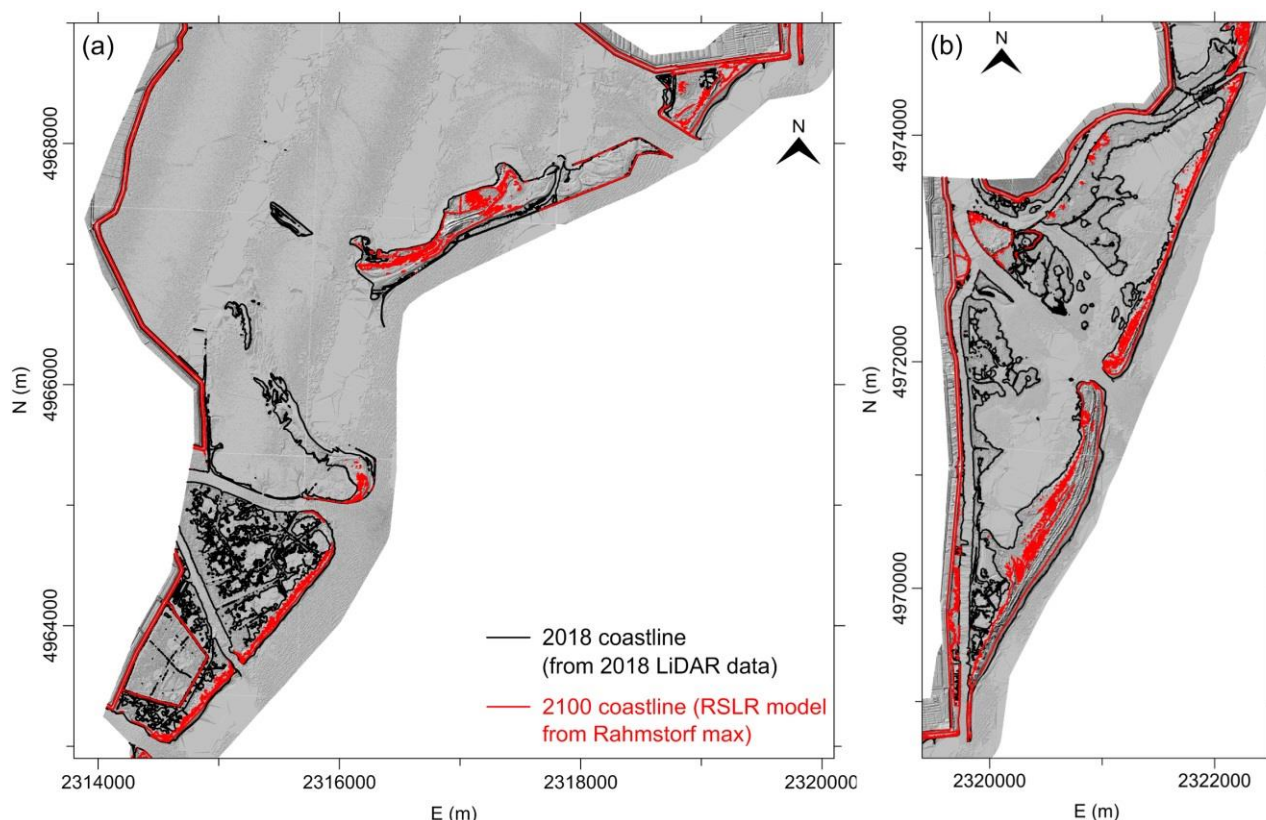 (a)
N
N (m)
4968000
4966000
4964000
2314000
2316000
2318000
2320000
E (m)
2018 coastline
(from 2018 LiDAR data)
2100 coastline (RSLR model
from Rahmstorf max)
(b)
N
N (m)
4974000
4972000
4970000
2320000
2322000
E (m)